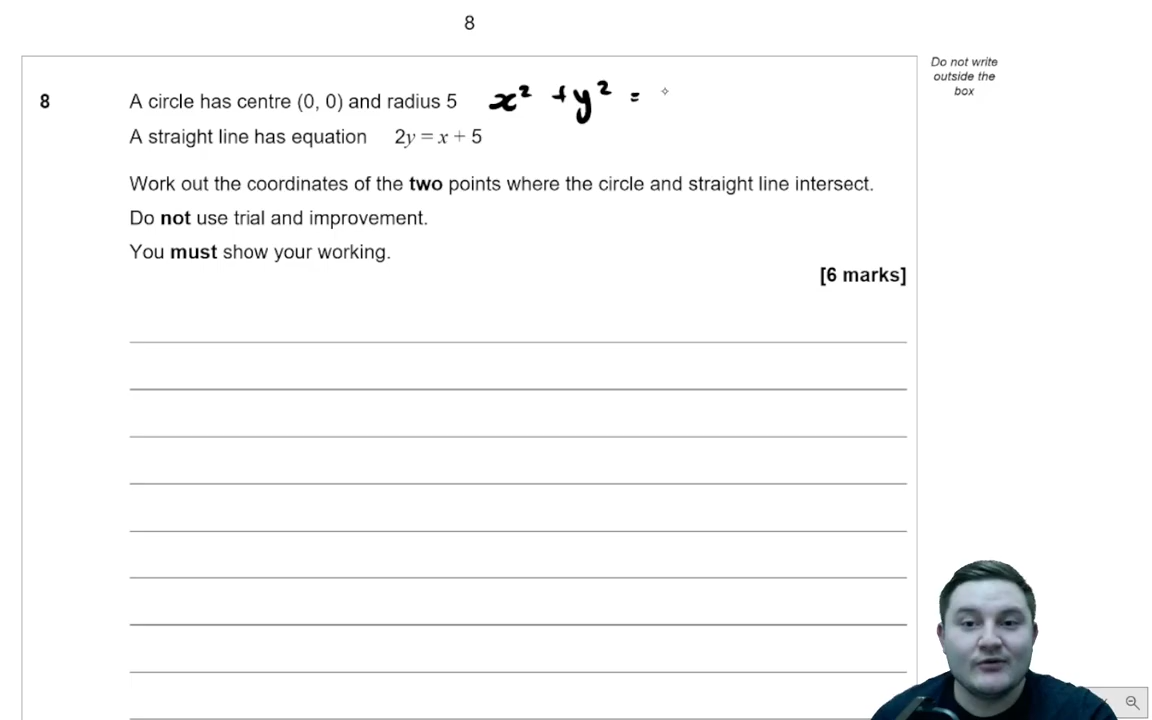 8
Do not write
outside the
box
8 A circle has centre (0, 0) and radius 5 x² + y² =
A straight line has equation 2y = x + 5
Work out the coordinates of the two points where the circle and straight line intersect.
Do not use trial and improvement.
You must show your working.
[6 marks]